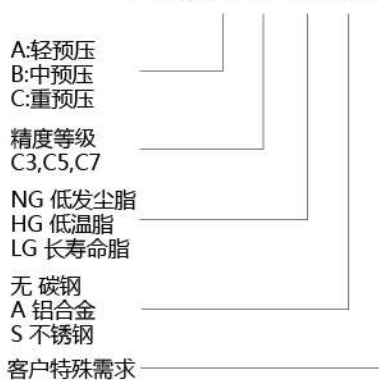 A:轻预压
B:中预压
C:重预压
精度等级
C3,C5,C7
NG 低发尘脂
HG 低温脂
LG 长寿命脂
无 碳钢
A 铝合金
S 不锈钢
客户特殊需求